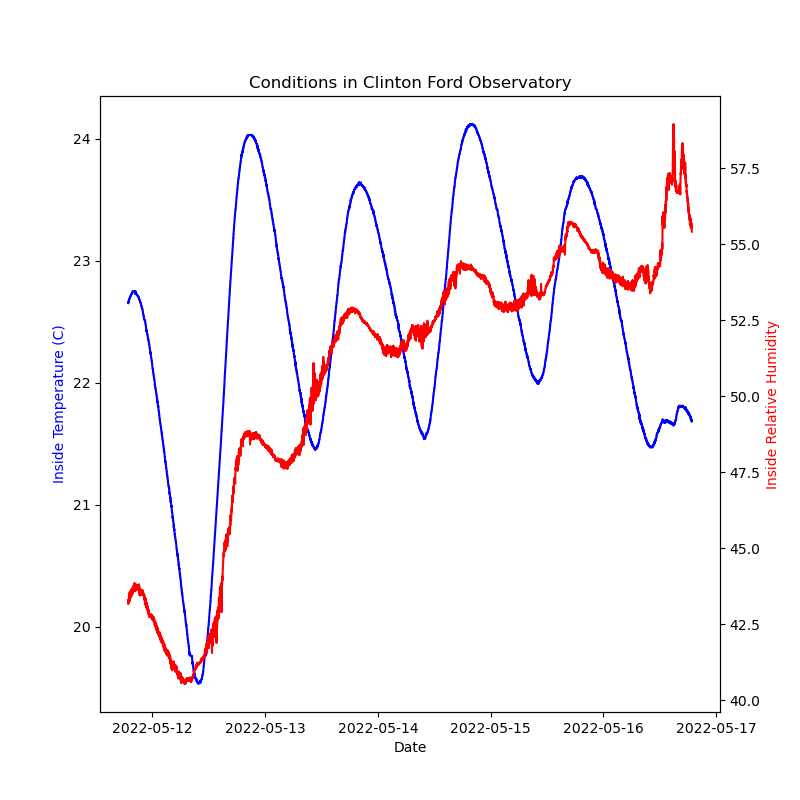 Conditions in Clinton Ford Observatory
24
23
22
21
20
Inside Temperature (C)
57.5
55.0
52.5
50.0
47.5
45.0
42.5
40.0
Inside Relative Humidity
2022-05-12 2022-05-13 2022-05-14 2022-05-15 2022-05-16 2022-05-17
Date